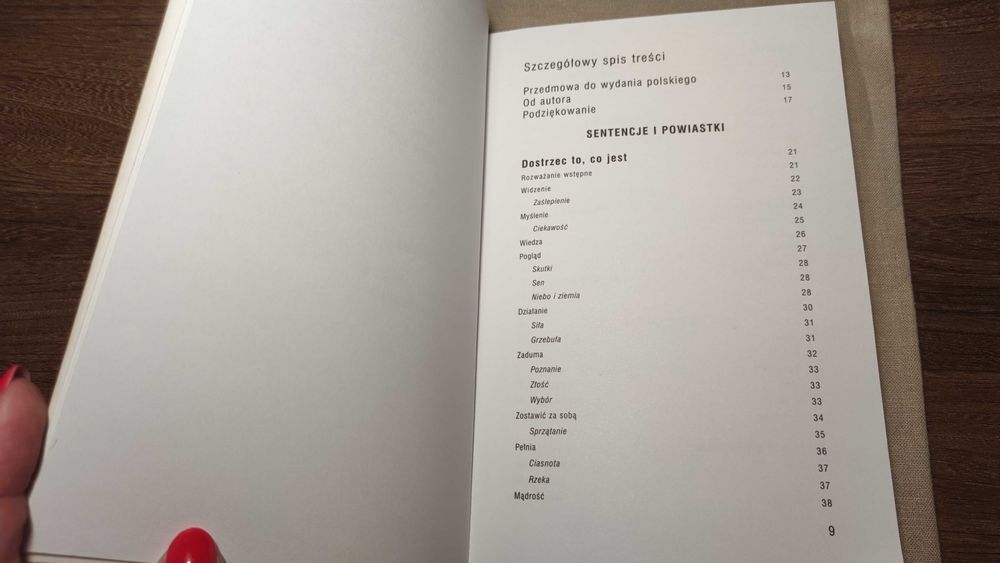 Szczegółowy spis treści
Przedmowa do wydania polskiego 13
Od autora 15
Podziękowanie 17
SENTENCJE I POWIASTKI
Dostrzec to, co jest 21
Rozważanie wstępne 21
Widzenie 22
Zaślepienie 23
Myślenie 24
Ciekawość 25
Wiedza 26
Pogląd 27
Skutki 28
Sen 28
Niebo i ziemia 28
Działanie 30
Siła 31
Grzebuła 31
Zaduma 32
Poznanie 33
Złość 33
Wybór 33
Zostawić za sobą 34
Sprzątanie 35
Pełnia 36
Ciasnota 37
Rzeka 37
Mądrość 38
9